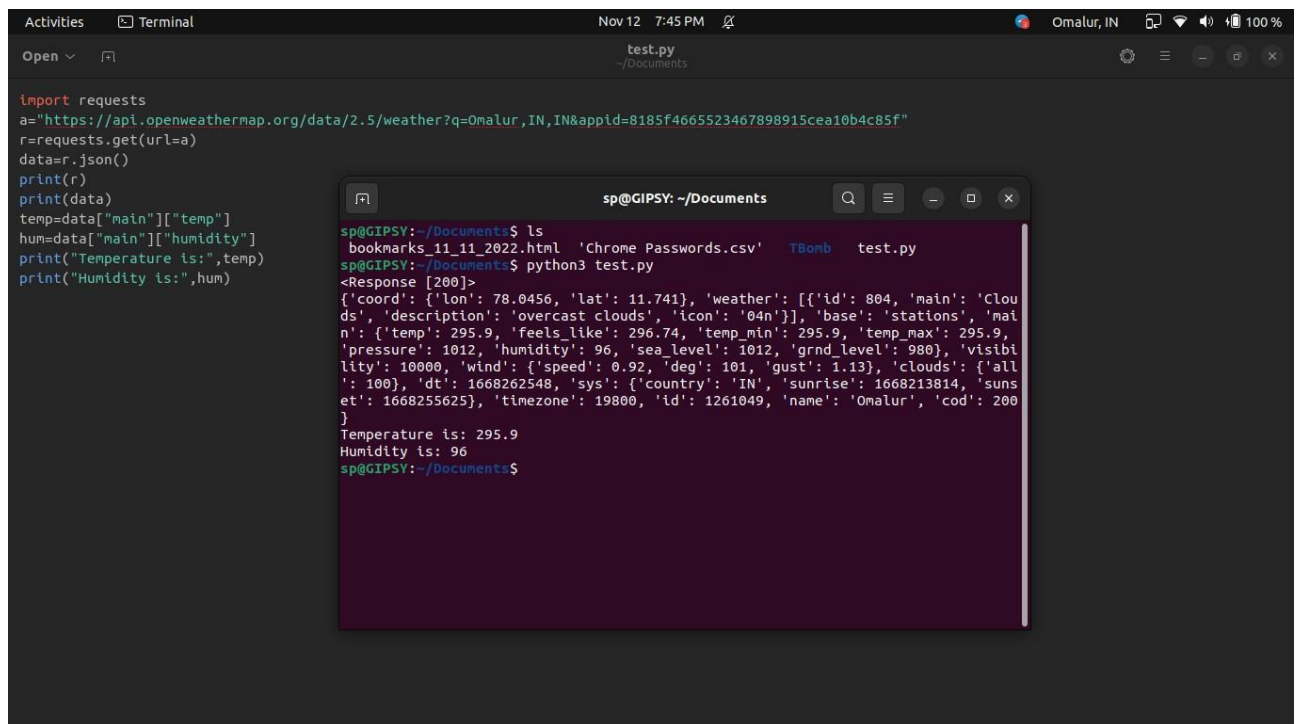 Activities Terminal Nov 12 7:45 PM Omalur, IN 100 %
Open test.py
~/Documents
import requests
a="https://api.openweathermap.org/data/2.5/weather?q=Omalur,IN,IN&appid=8185f4665523467898915cea10b4c85f"
r=requests.get(url=a)
data=r.json()
print(r)
print(data)
temp=data["main"]["temp"]
hum=data["main"]["humidity"]
print("Temperature is:",temp)
print("Humidity is:",hum)
sp@GIPSY: ~/Documents
sp@GIPSY:~/Documents$ ls
bookmarks_11_11_2022.html 'Chrome Passwords.csv' TBomb test.py
sp@GIPSY:~/Documents$ python3 test.py
<Response [200]>
{'coord': {'lon': 78.0456, 'lat': 11.741}, 'weather': [{'id': 804, 'main': 'Clou
ds', 'description': 'overcast clouds', 'icon': '04n'}], 'base': 'stations', 'mai
n': {'temp': 295.9, 'feels_like': 296.74, 'temp_min': 295.9, 'temp_max': 295.9,
'pressure': 1012, 'humidity': 96, 'sea_level': 1012, 'grnd_level': 980}, 'visibi
lity': 10000, 'wind': {'speed': 0.92, 'deg': 101, 'gust': 1.13}, 'clouds': {'all
': 100}, 'dt': 1668262548, 'sys': {'country': 'IN', 'sunrise': 1668213814, 'suns
et': 1668255625}, 'timezone': 19800, 'id': 1261049, 'name': 'Omalur', 'cod': 200
}
Temperature is: 295.9
Humidity is: 96
sp@GIPSY:~/Documents$